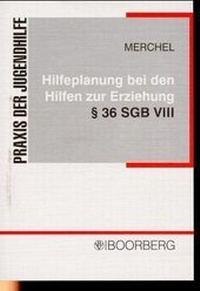 PRAXIS DER JUGENDHILFE
MERCHEL
Hilfeplanung bei den
Hilfen zur Erziehung
§ 36 SGB VIII
BOORBERG